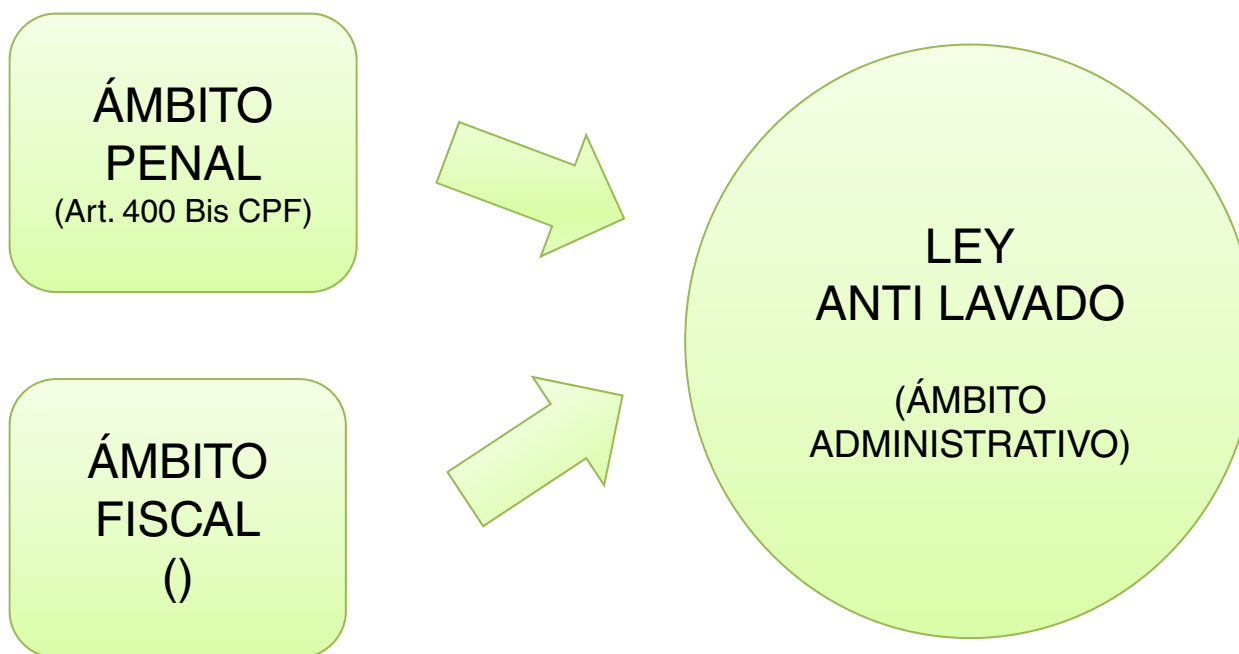 ÁMBITO
PENAL
(Art. 400 Bis CPF)
ÁMBITO
FISCAL
()
LEY
ANTI LAVADO
(ÁMBITO
ADMINISTRATIVO)